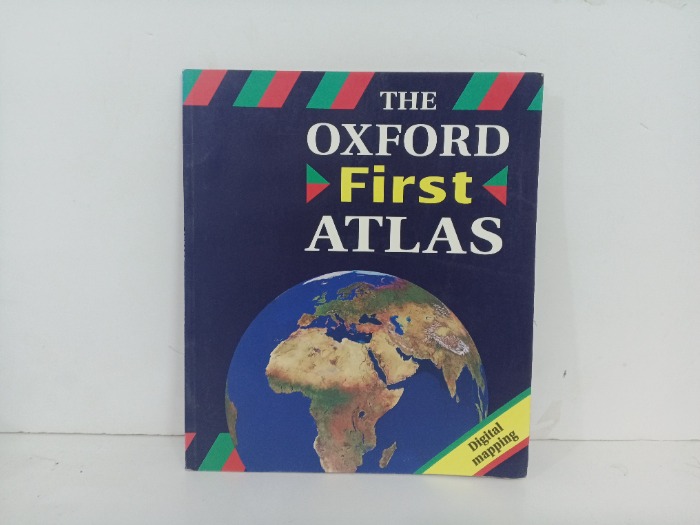 THE
OXFORD
First
ATLAS
Digital
mapping